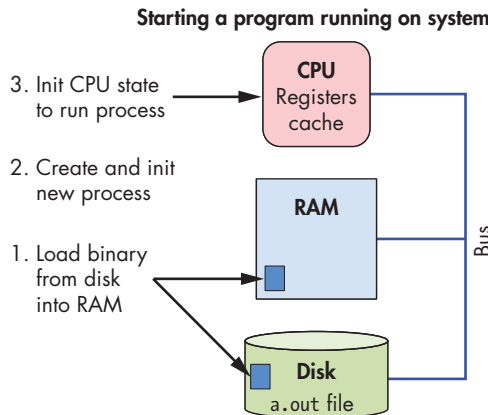 Starting a program running on system
3. Init CPU state
to run process
CPU
Registers
cache
2. Create and init
new process
RAM
1. Load binary
from disk
into RAM
Bus
Disk
a.out file